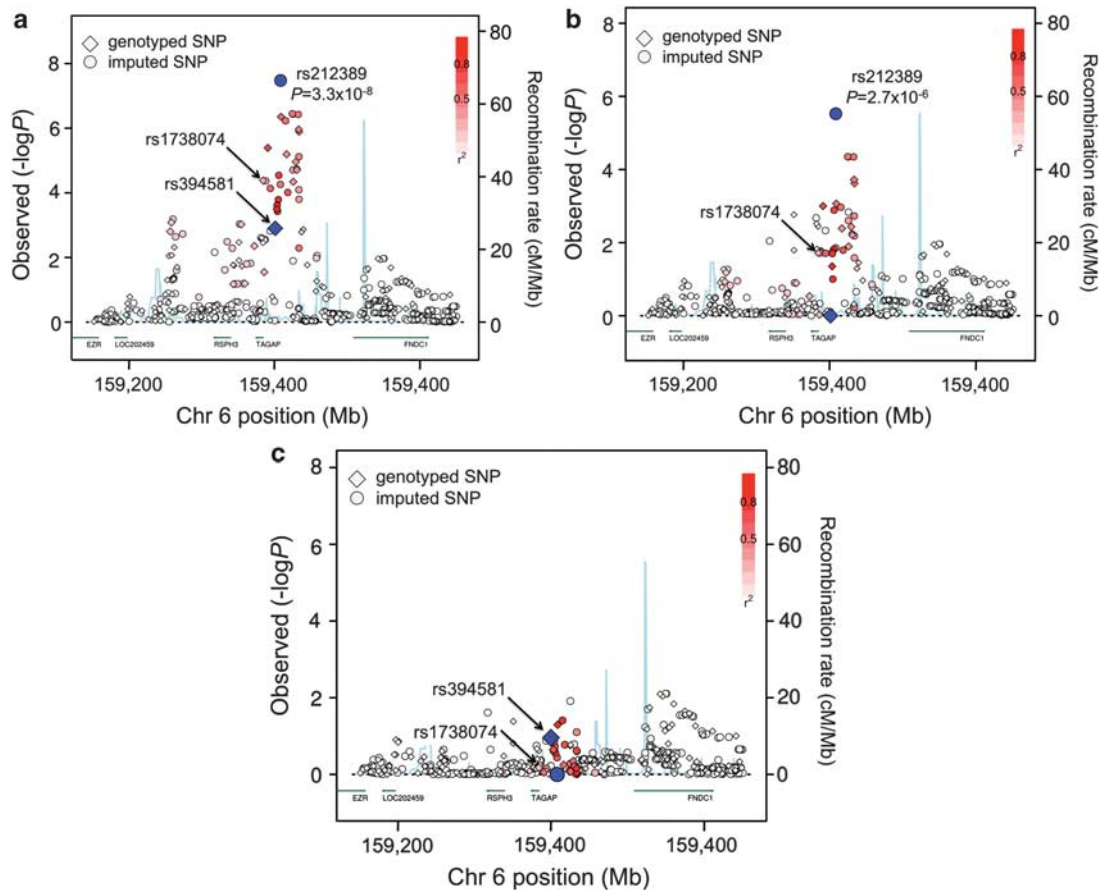 a
genotyped SNP
imputed SNP
rs212389
P=3.3x10-8
rs1738074
rs394581
0.8
0.5
r2
Observed (-logP)
8
6
4
2
0
80
60
40
20
0
Recombination rate (cM/Mb)
EZR
LOC202459
RSPH3
TAGAP
FNDC1
159,200
159,400
159,400
Chr 6 position (Mb)
b
genotyped SNP
imputed SNP
rs212389
P=2.7x10-6
rs1738074
0.8
0.5
r2
Observed (-logP)
8
6
4
2
0
80
60
40
20
0
Recombination rate (cM/Mb)
EZR
LOC202459
RSPH3
TAGAP
FNDC1
159,200
159,400
159,400
Chr 6 position (Mb)
c
genotyped SNP
imputed SNP
rs394581
rs1738074
0.8
0.5
r2
Observed (-logP)
8
6
4
2
0
80
60
40
20
0
Recombination rate (cM/Mb)
EZR
LOC202459
RSPH3
TAGAP
FNDC1
159,200
159,400
159,400
Chr 6 position (Mb)